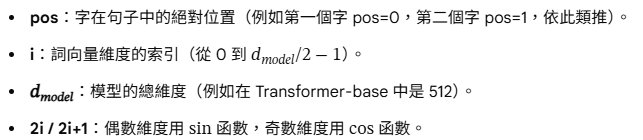 • pos：字在句子中的絕對位置（例如第一個字 pos=0，第二個字 pos=1，依此類推）。
• i：詞向量維度的索引（從 0 到 d_model/2 − 1）。
• d_model：模型的總維度（例如在 Transformer-base 中是 512）。
• 2i / 2i+1：偶數維度用 sin 函數，奇數維度用 cos 函數。